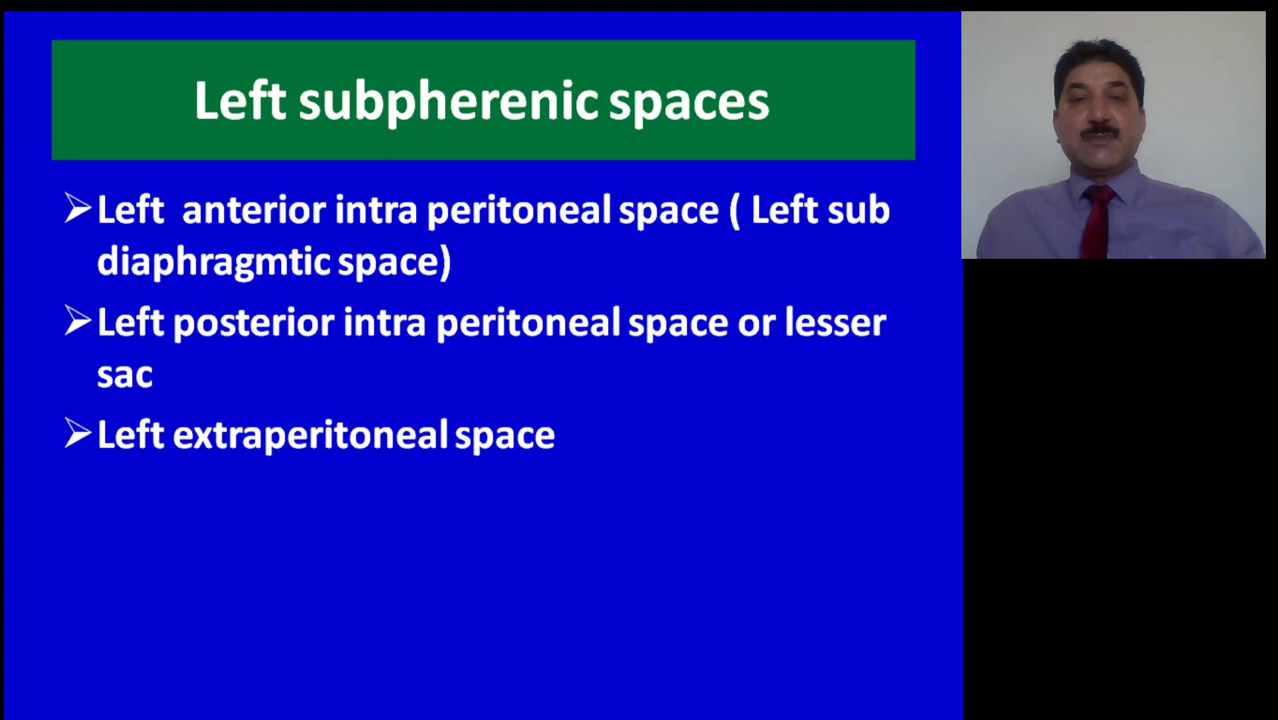 Left subpherenic spaces
Left anterior intra peritoneal space ( Left sub
diaphragmtic space)
Left posterior intra peritoneal space or lesser
sac
Left extraperitoneal space